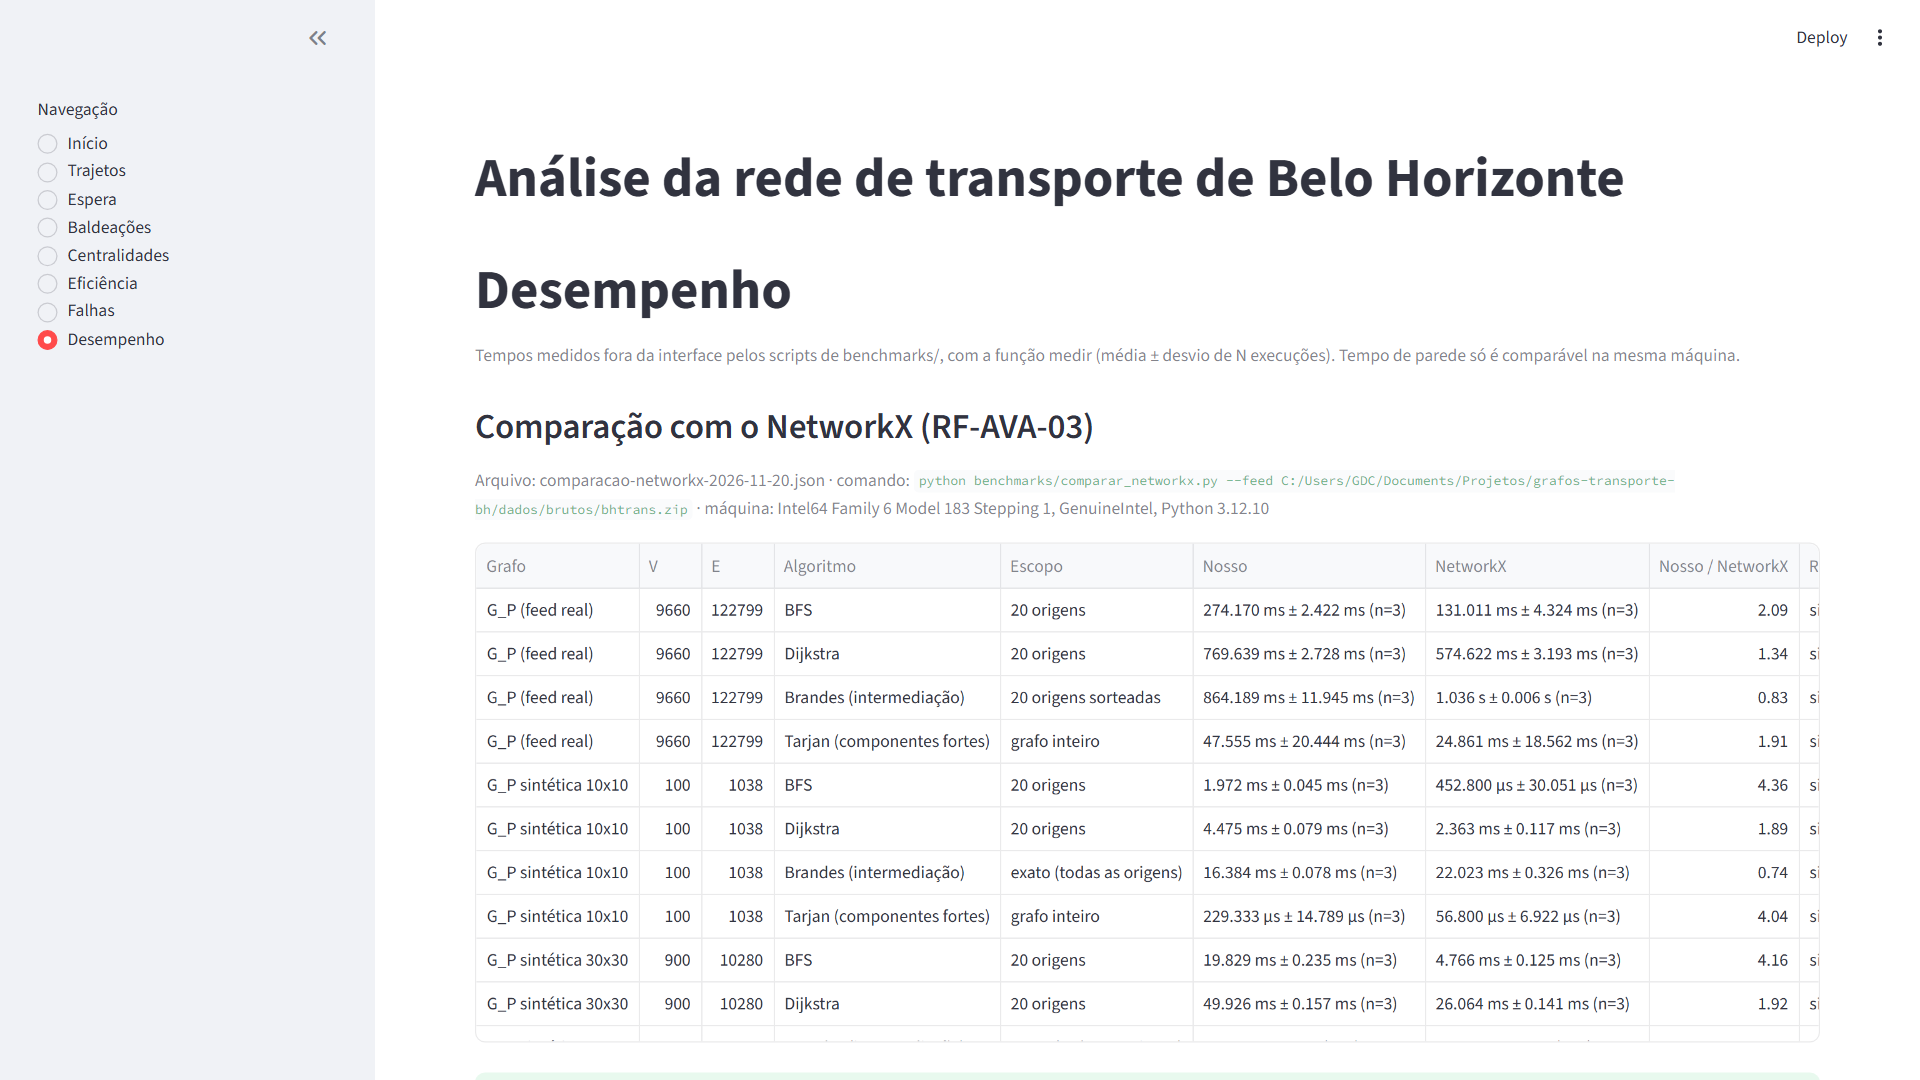 Deploy
Navegação
Início
Trajetos
Espera
Baldeações
Centralidades
Eficiência
Falhas
Desempenho
Análise da rede de transporte de Belo Horizonte
Desempenho
Tempos medidos fora da interface pelos scripts de benchmarks/, com a função medir (média ± desvio de N execuções). Tempo de parede só é comparável na mesma máquina.
Comparação com o NetworkX (RF-AVA-03)
Arquivo: comparacao-networkx-2026-11-20.json · comando: python benchmarks/comparar_networkx.py --feed C:/Users/GDC/Documents/Projetos/grafos-transporte-
bh/dados/brutos/bhtrans.zip · máquina: Intel64 Family 6 Model 183 Stepping 1, GenuineIntel, Python 3.12.10
Grafo V E Algoritmo Escopo Nosso NetworkX Nosso / NetworkX R
G_P (feed real) 9660 122799 BFS 20 origens 274.170 ms ± 2.422 ms (n=3) 131.011 ms ± 4.324 ms (n=3) 2.09 si
G_P (feed real) 9660 122799 Dijkstra 20 origens 769.639 ms ± 2.728 ms (n=3) 574.622 ms ± 3.193 ms (n=3) 1.34 si
G_P (feed real) 9660 122799 Brandes (intermediação) 20 origens sorteadas 864.189 ms ± 11.945 ms (n=3) 1.036 s ± 0.006 s (n=3) 0.83 si
G_P (feed real) 9660 122799 Tarjan (componentes fortes) grafo inteiro 47.555 ms ± 20.444 ms (n=3) 24.861 ms ± 18.562 ms (n=3) 1.91 si
G_P sintética 10x10 100 1038 BFS 20 origens 1.972 ms ± 0.045 ms (n=3) 452.800 µs ± 30.051 µs (n=3) 4.36 si
G_P sintética 10x10 100 1038 Dijkstra 20 origens 4.475 ms ± 0.079 ms (n=3) 2.363 ms ± 0.117 ms (n=3) 1.89 si
G_P sintética 10x10 100 1038 Brandes (intermediação) exato (todas as origens) 16.384 ms ± 0.078 ms (n=3) 22.023 ms ± 0.326 ms (n=3) 0.74 si
G_P sintética 10x10 100 1038 Tarjan (componentes fortes) grafo inteiro 229.333 µs ± 14.789 µs (n=3) 56.800 µs ± 6.922 µs (n=3) 4.04 si
G_P sintética 30x30 900 10280 BFS 20 origens 19.829 ms ± 0.235 ms (n=3) 4.766 ms ± 0.125 ms (n=3) 4.16 si
G_P sintética 30x30 900 10280 Dijkstra 20 origens 49.926 ms ± 0.157 ms (n=3) 26.064 ms ± 0.141 ms (n=3) 1.92 si